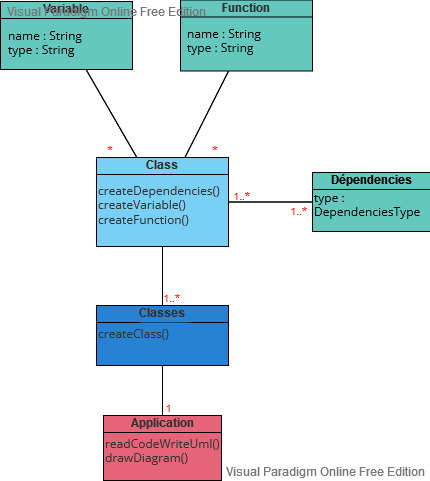 Visual Paradigm Online Free Edition
Variable
name : String
type : String
Function
name : String
type : String
*
*
Class
createDependencies()
createVariable()
createFunction()
1..*
1..*
Dépendencies
type :
DependenciesType
1..*
Classes
createClass()
1
Application
readCodeWriteUml()
drawDiagram()
Visual Paradigm Online Free Edition